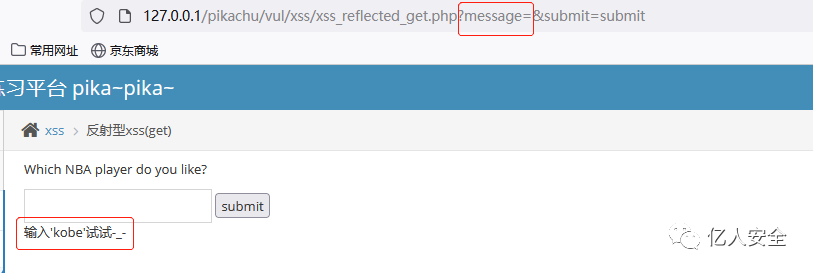 127.0.0.1/pikachu/vul/xss/xss_reflected_get.php?message=&submit=submit
常用网址 京东商城
习平台 pika~pika~
xss > 反射型xss(get)
Which NBA player do you like?
submit
输入'kobe'试试-_-
亿人安全